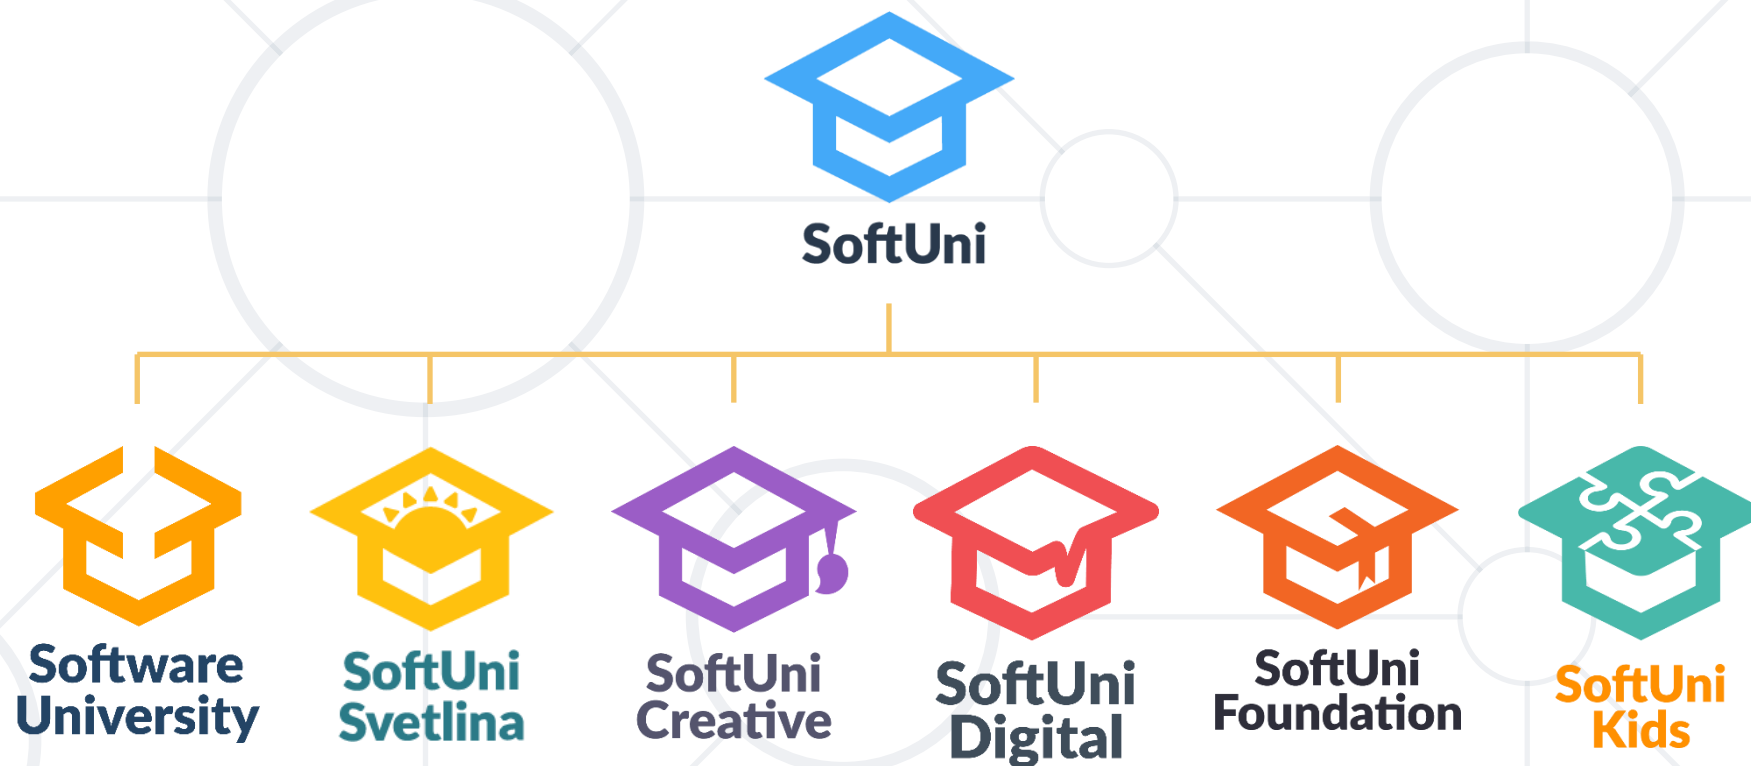 SoftUni
Software
University
SoftUni
Svetlina
SoftUni
Creative
SoftUni
Digital
SoftUni
Foundation
SoftUni
Kids